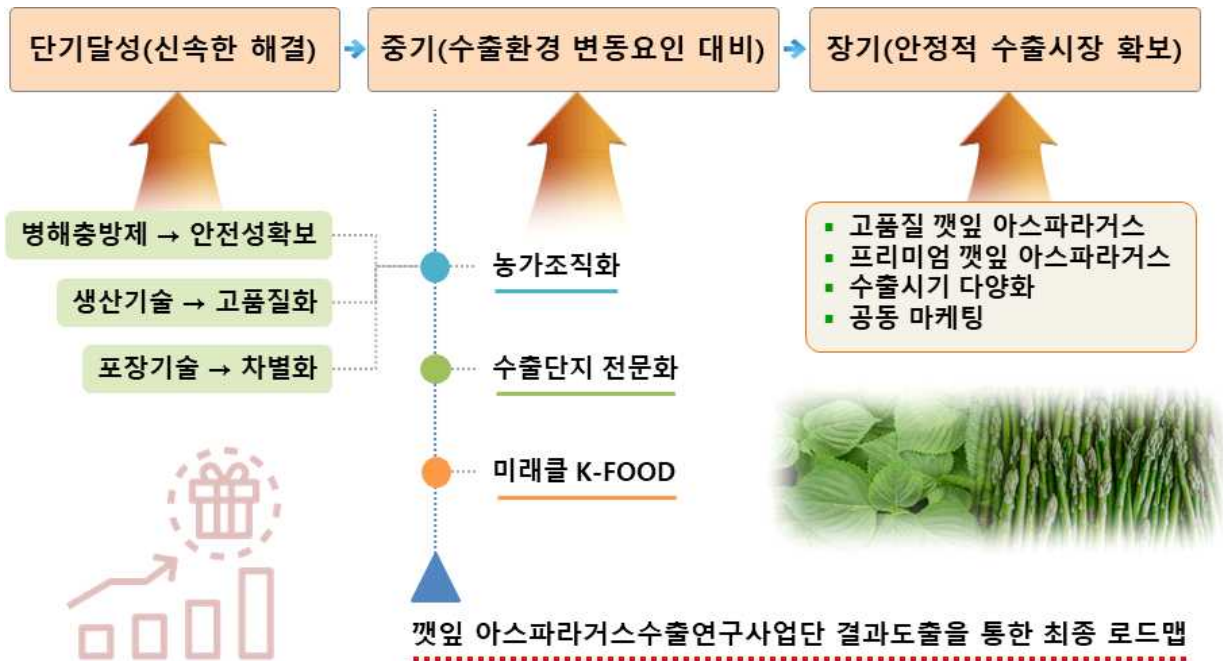 단기달성(신속한 해결)
중기(수출환경 변동요인 대비)
장기(안정적 수출시장 확보)
병해충방제 → 안전성확보
생산기술 → 고품질화
포장기술 → 차별화
농가조직화
수출단지 전문화
미래클 K-FOOD
▪ 고품질 깻잎 아스파라거스
▪ 프리미엄 깻잎 아스파라거스
▪ 수출시기 다양화
▪ 공동 마케팅
깻잎 아스파라거스수출연구사업단 결과도출을 통한 최종 로드맵